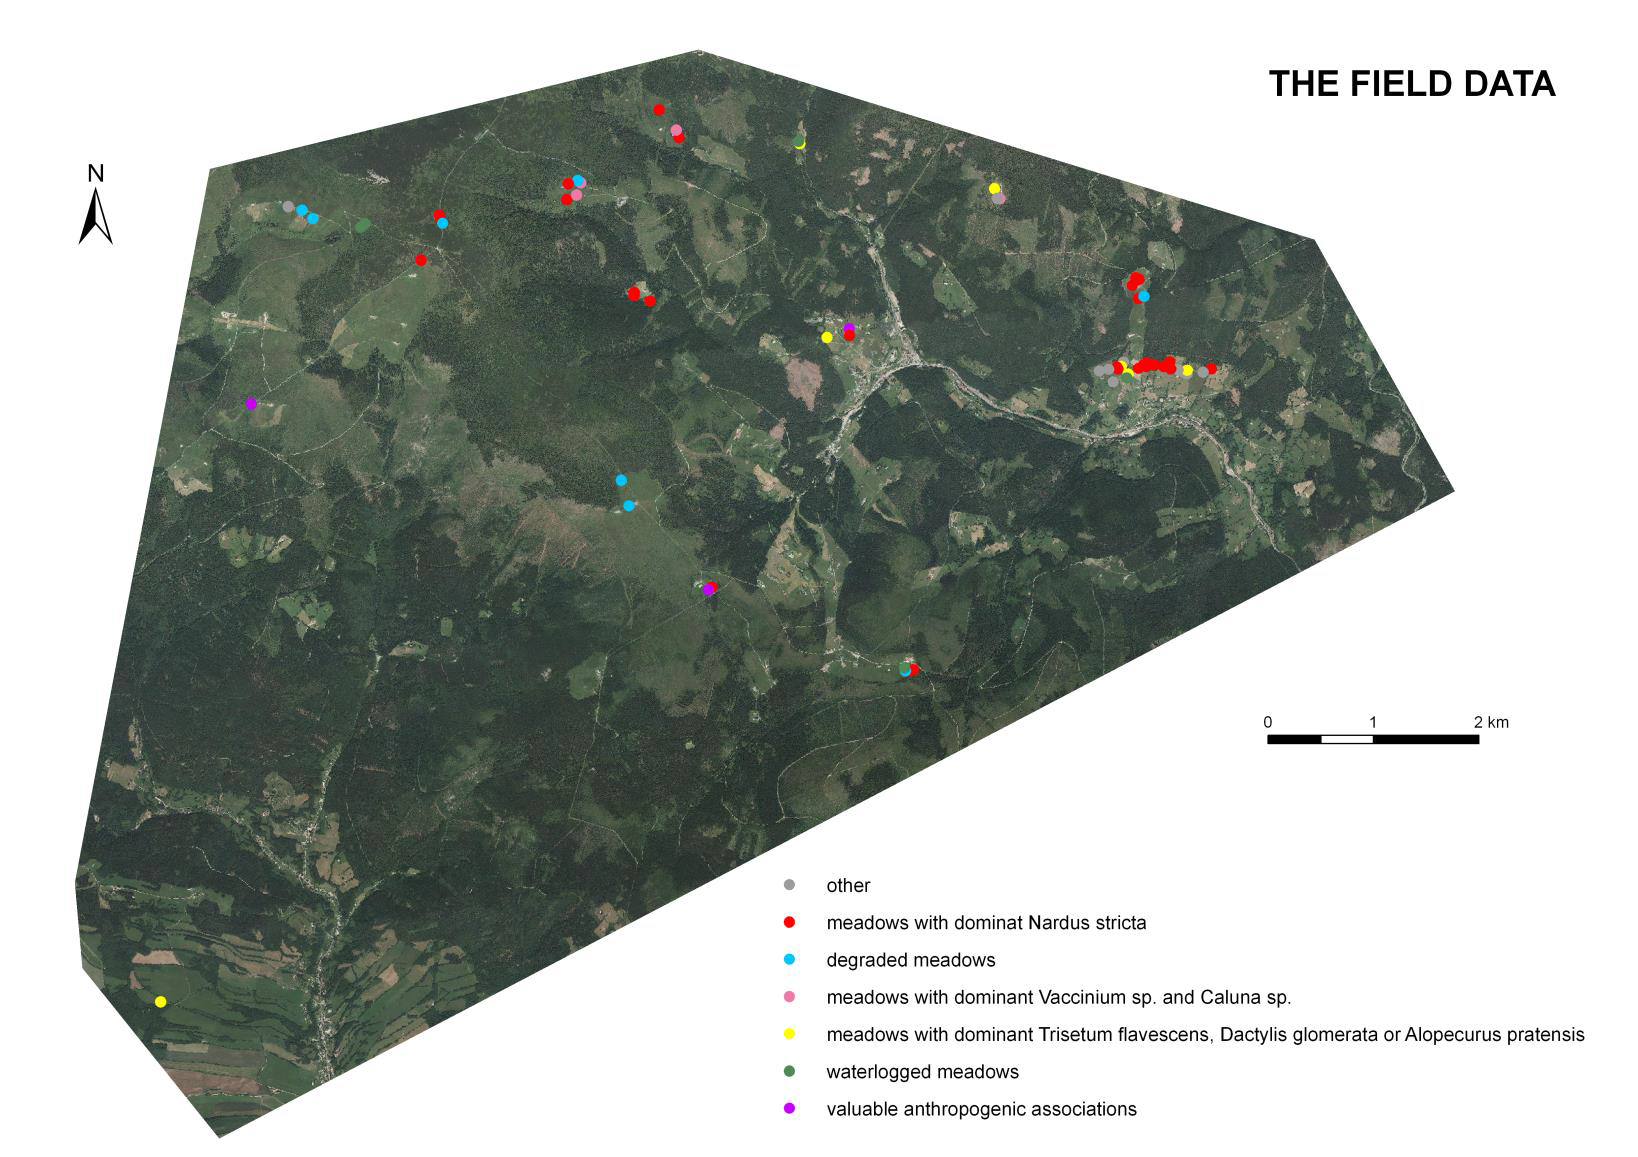 THE FIELD DATA
N
0 1 2 km
other
meadows with dominat Nardus stricta
degraded meadows
meadows with dominant Vaccinium sp. and Caluna sp.
meadows with dominant Trisetum flavescens, Dactylis glomerata or Alopecurus pratensis
waterlogged meadows
valuable anthropogenic associations